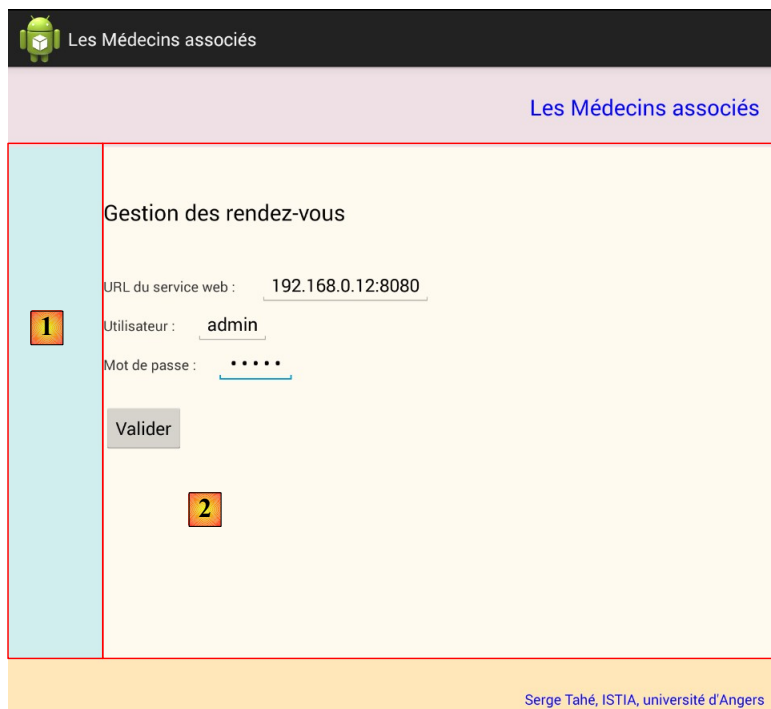 Les Médecins associés
Les Médecins associés
Gestion des rendez-vous
URL du service web : 192.168.0.12:8080
1
Utilisateur : admin
Mot de passe : •••••
Valider
2
Serge Tahé, ISTIA, université d'Angers